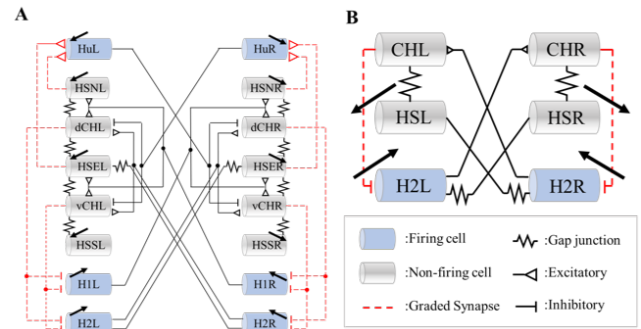 A
B
HuL HuR
HSNL HSNR
dCHL dCHR
HSEL HSER
vCHL vCHR
HSSL HSSR
H1L H1R
H2L H2R
CHL CHR
HSL HSR
H2L H2R
:Firing cell :Gap junction
:Non-firing cell :Excitatory
:Graded Synapse :Inhibitory